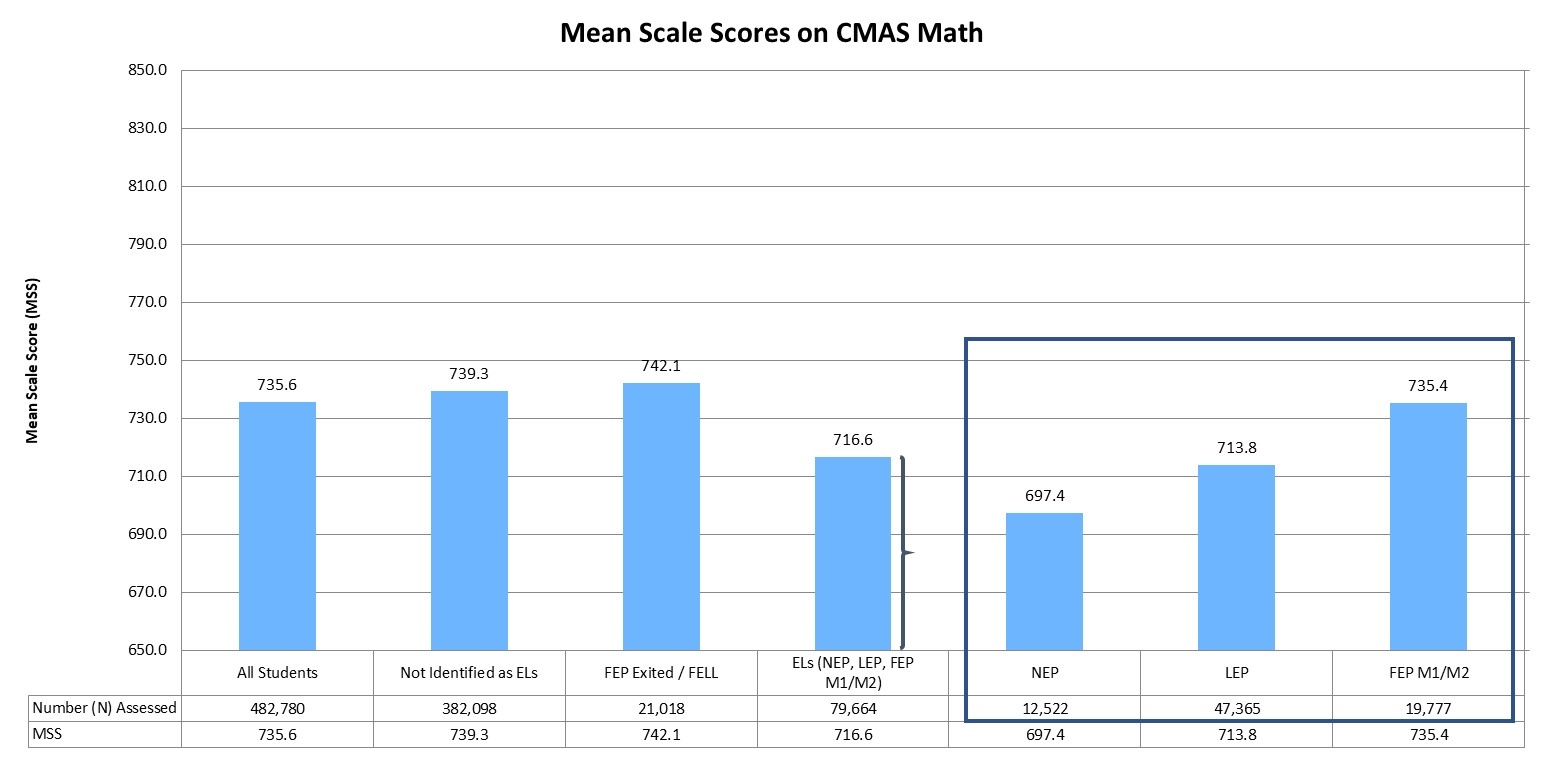 Mean Scale Scores on CMAS Math
Mean Scale Score (MSS)
850.0
830.0
810.0
790.0
770.0
750.0
730.0
710.0
690.0
670.0
650.0
735.6
739.3
742.1
716.6
697.4
713.8
735.4
All Students
Not Identified as ELs
FEP Exited / FELL
ELs (NEP, LEP, FEP
M1/M2)
NEP
LEP
FEP M1/M2
Number (N) Assessed 482,780 382,098 21,018 79,664 12,522 47,365 19,777
MSS 735.6 739.3 742.1 716.6 697.4 713.8 735.4